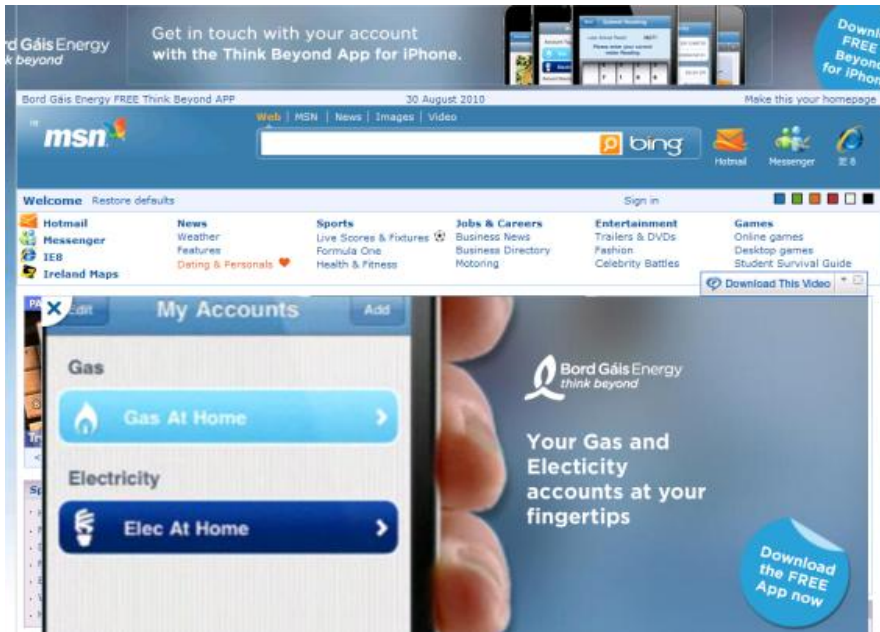 Get in touch with your account
with the Think Beyond App for iPhone.
Gáis Energy
beyond
FREE
for
Bord Gáis Energy FREE Think Beyond APP
30 August 2010
Make this your homepage
msn
Web | MSN | News | Images | Video
bing
Hotmail
Messenger
IE 8
Welcome
Restore defaults
Sign in
Hotmail
Messenger
IE8
Ireland Maps
News
Weather
Features
Dating & Personals
Sports
Live Scores & Fixtures
Formula One
Health & Fitness
Jobs & Careers
Business News
Business Directory
Motoring
Entertainment
Trailers & DVDs
Fashion
Celebrity Battles
Games
Online games
Desktop games
Student Survival Guide
Download This Video
Edit
My Accounts
Add
Gas
Gas At Home
Electricity
Elec At Home
Bord Gáis Energy
think beyond
Your Gas and
Electicity
accounts at your
fingertips
Download
the FREE
App now